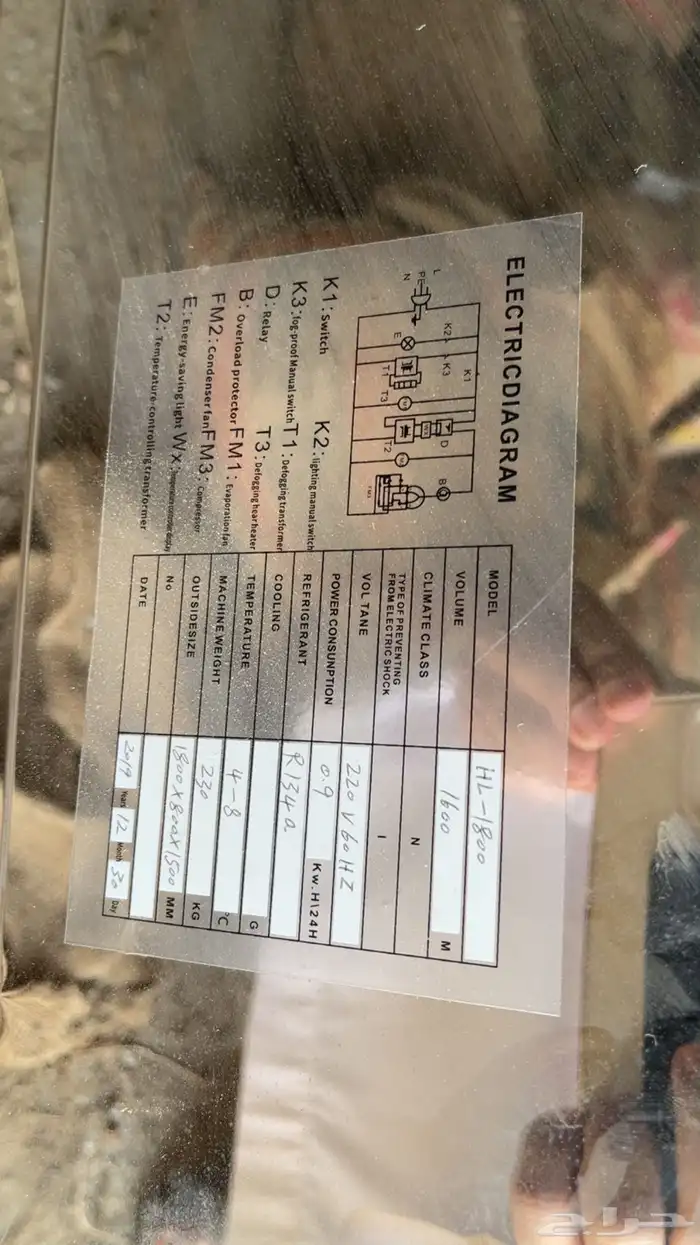 ELECTRICDIAGRAM
L
PE
N
K1
K2
K3
E
T1
T3
D
T2
B
K1: switch K2: lighting manual switch
K3: fog-proof Manual switch T1: Defogging transformer
D: Relay T3: Defogging hear heater
B: Overload protector FM1: Evaporation fan
FM2: Condenser fan FM3: Compressor
E: Energy-saving light Wx:
T2: Temperature-controlling transformer
MODEL HL-1800
VOLUME 1600 M
CLIMATE CLASS N
TYPE OF PREVENTING
FROM ELECTRIC SHOCK I
VOL TANE 220V60HZ
POWER CONSUNPTION 0.9 Kw.H|24H
REFRIGERANT R134a
COOLING G
TEMPERATURE 4-8 °C
MACHINE WEIGHT 230 KG
OUTSIDESIZE 1800X800X1500 MM
No
DATE 2019 Years 12 Month 30 Day
حراج